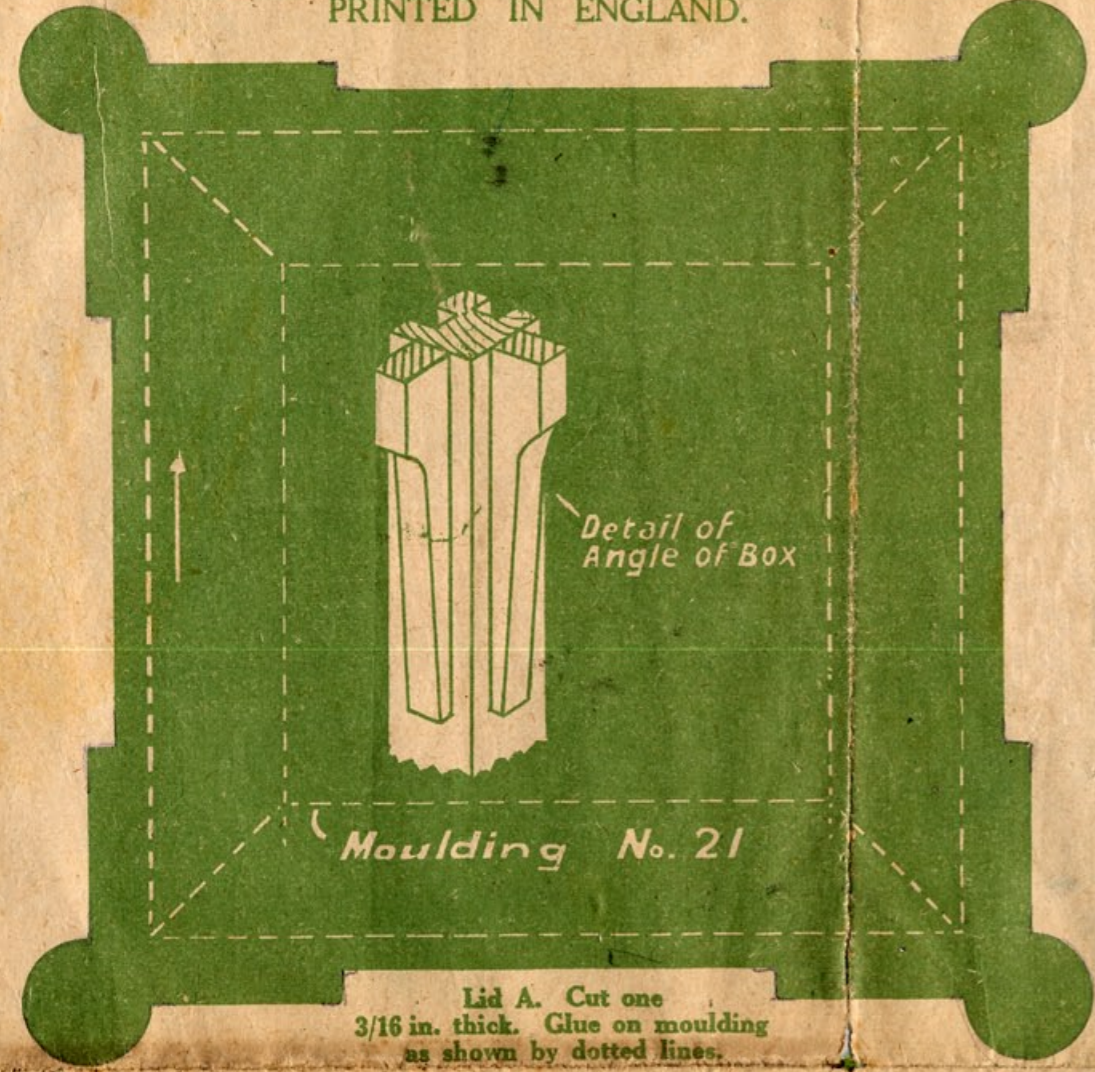 PRINTED IN ENGLAND.
Detail of
Angle of Box
Moulding No. 21
Lid A. Cut one
3/16 in. thick. Glue on moulding
as shown by dotted lines.